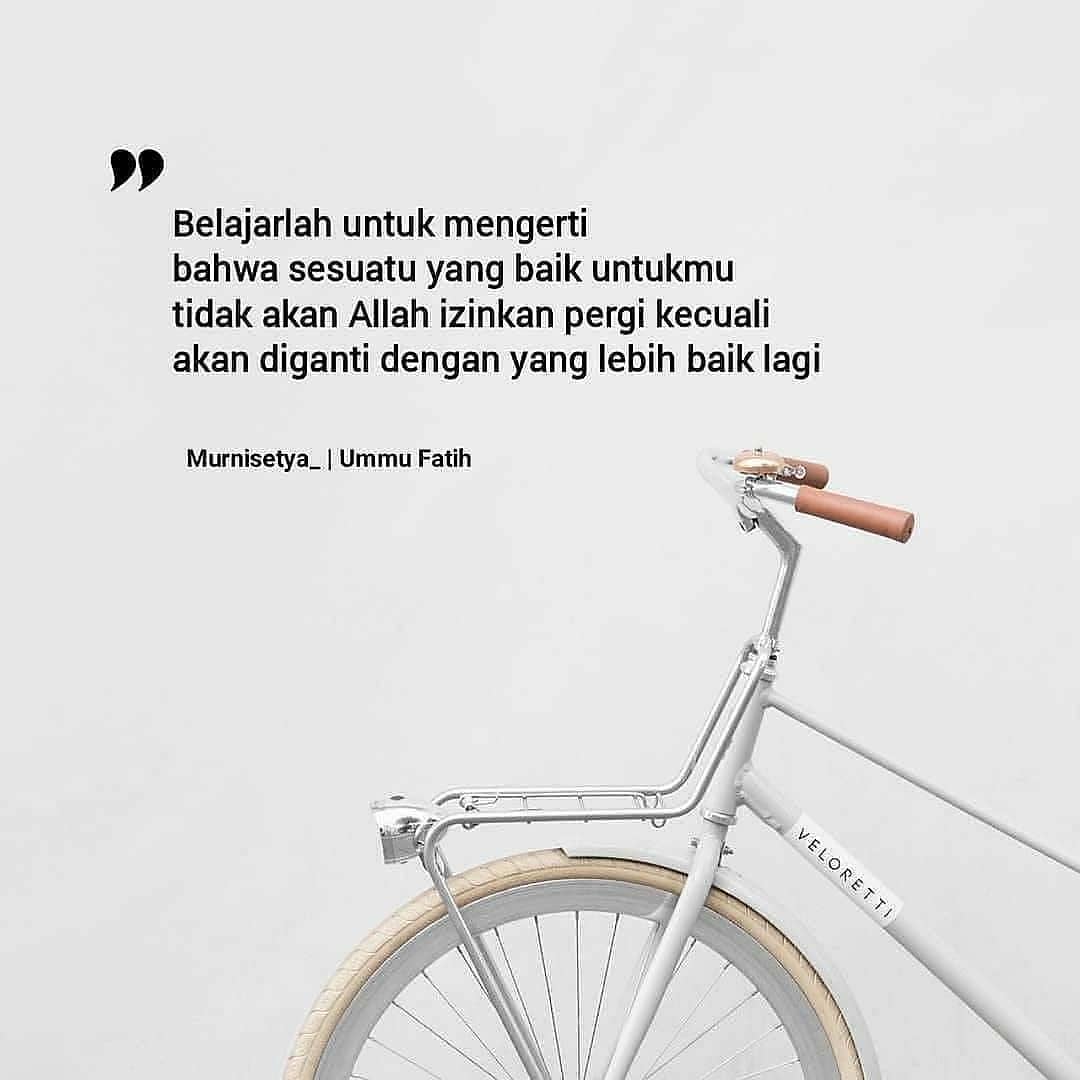 Belajarlah untuk mengerti
bahwa sesuatu yang baik untukmu
tidak akan Allah izinkan pergi kecuali
akan diganti dengan yang lebih baik lagi
Murnisetya_ | Ummu Fatih
VELORETTI